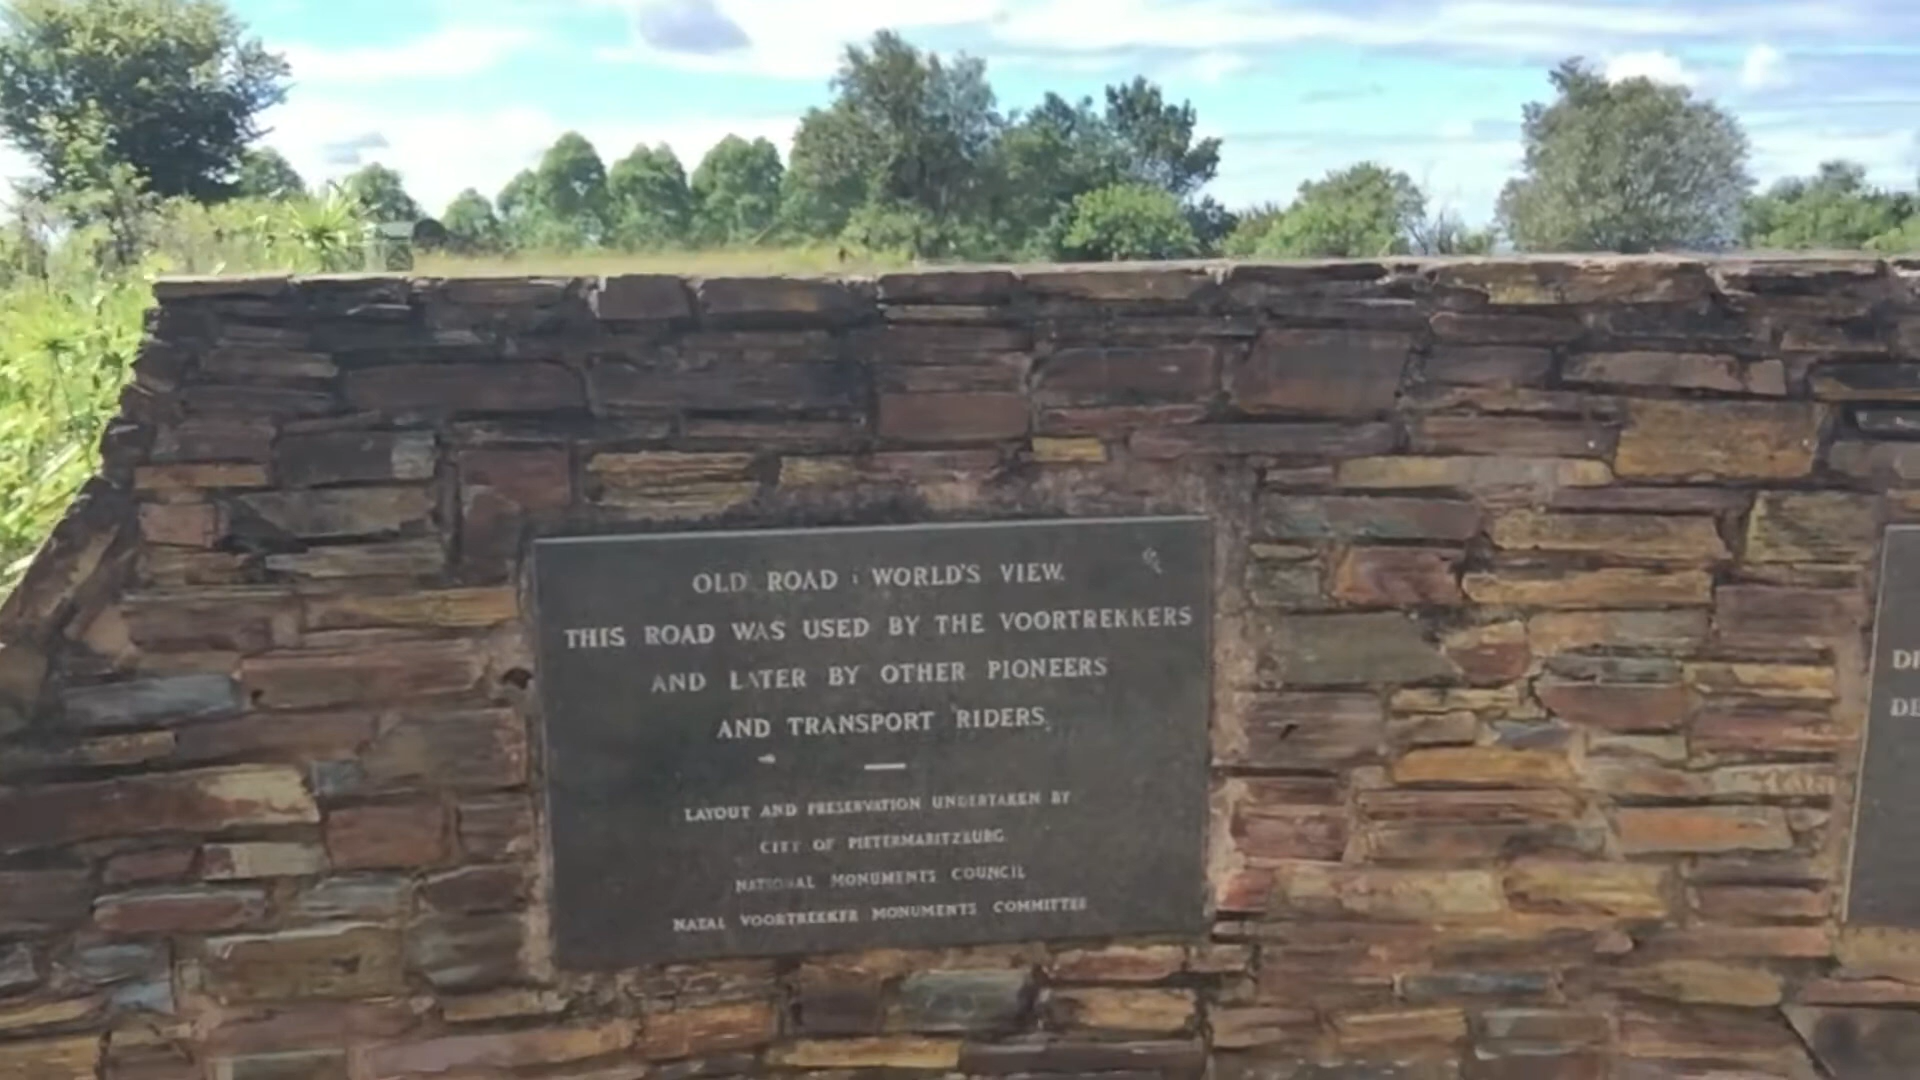 OLD ROAD : WORLD'S VIEW.
THIS ROAD WAS USED BY THE VOORTREKKERS
AND LATER BY OTHER PIONEERS
AND TRANSPORT RIDERS.
LAYOUT AND PRESERVATION UNDERTAKEN BY
CITY OF PIETERMARITZBURG
NATIONAL MONUMENTS COUNCIL
NATAL VOORTREKKER MONUMENTS COMMITTEE